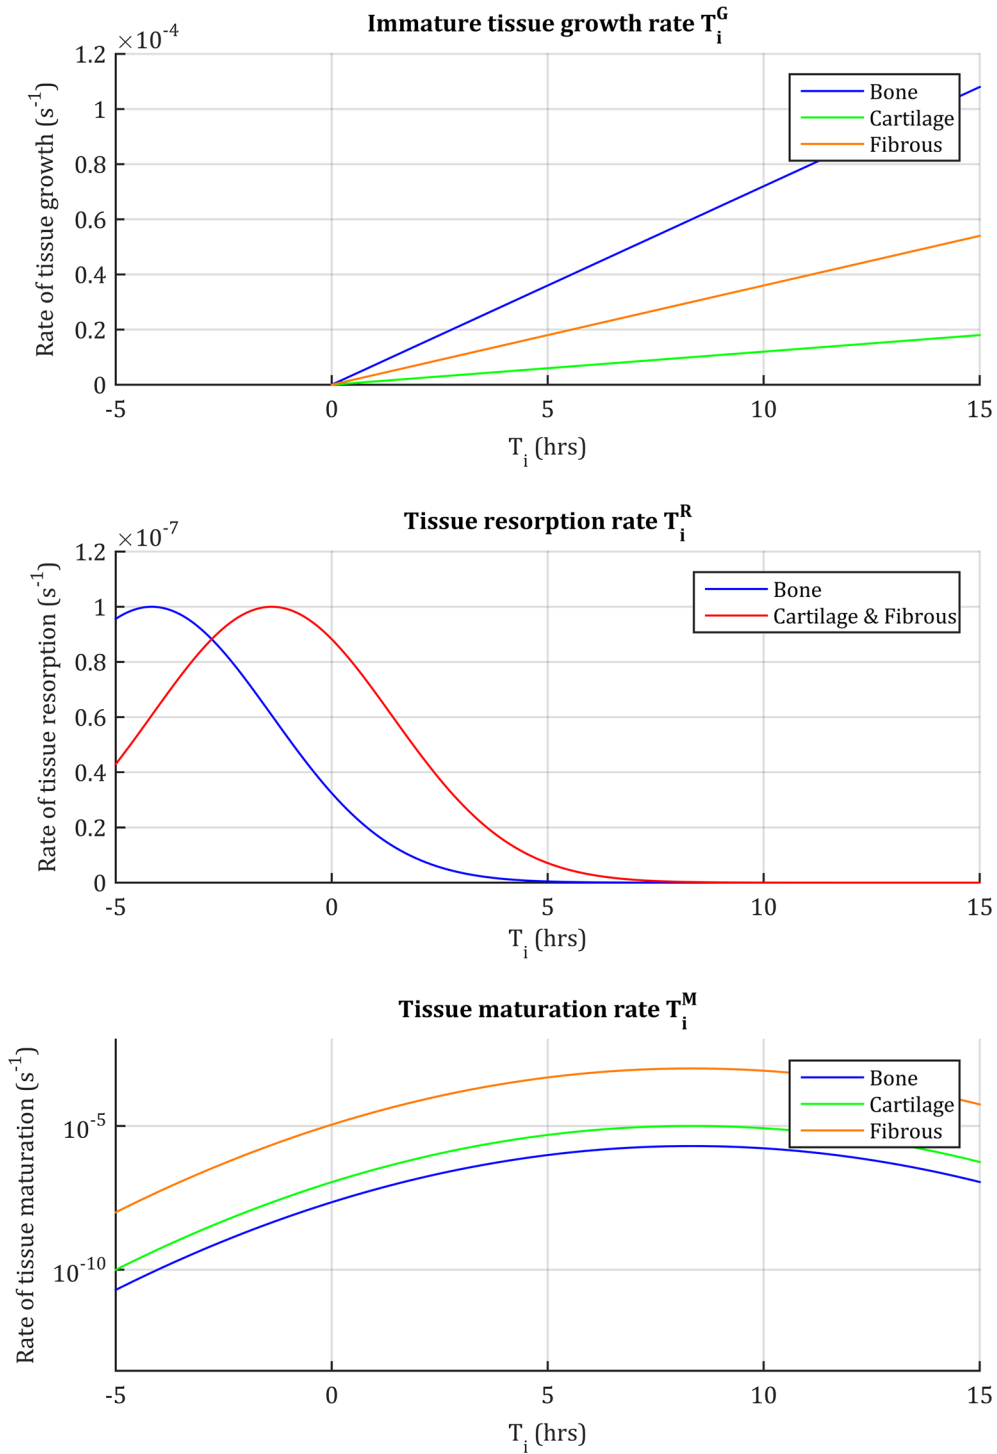 Immature tissue growth rate T_i^G
×10^-4
1.2
1
0.8
0.6
0.4
0.2
0
Rate of tissue growth (s^-1)
Bone
Cartilage
Fibrous
-5 0 5 10 15
T_i (hrs)
Tissue resorption rate T_i^R
×10^-7
1.2
1
0.8
0.6
0.4
0.2
0
Rate of tissue resorption (s^-1)
Bone
Cartilage & Fibrous
-5 0 5 10 15
T_i (hrs)
Tissue maturation rate T_i^M
10^-5
10^-10
Rate of tissue maturation (s^-1)
Bone
Cartilage
Fibrous
-5 0 5 10 15
T_i (hrs)